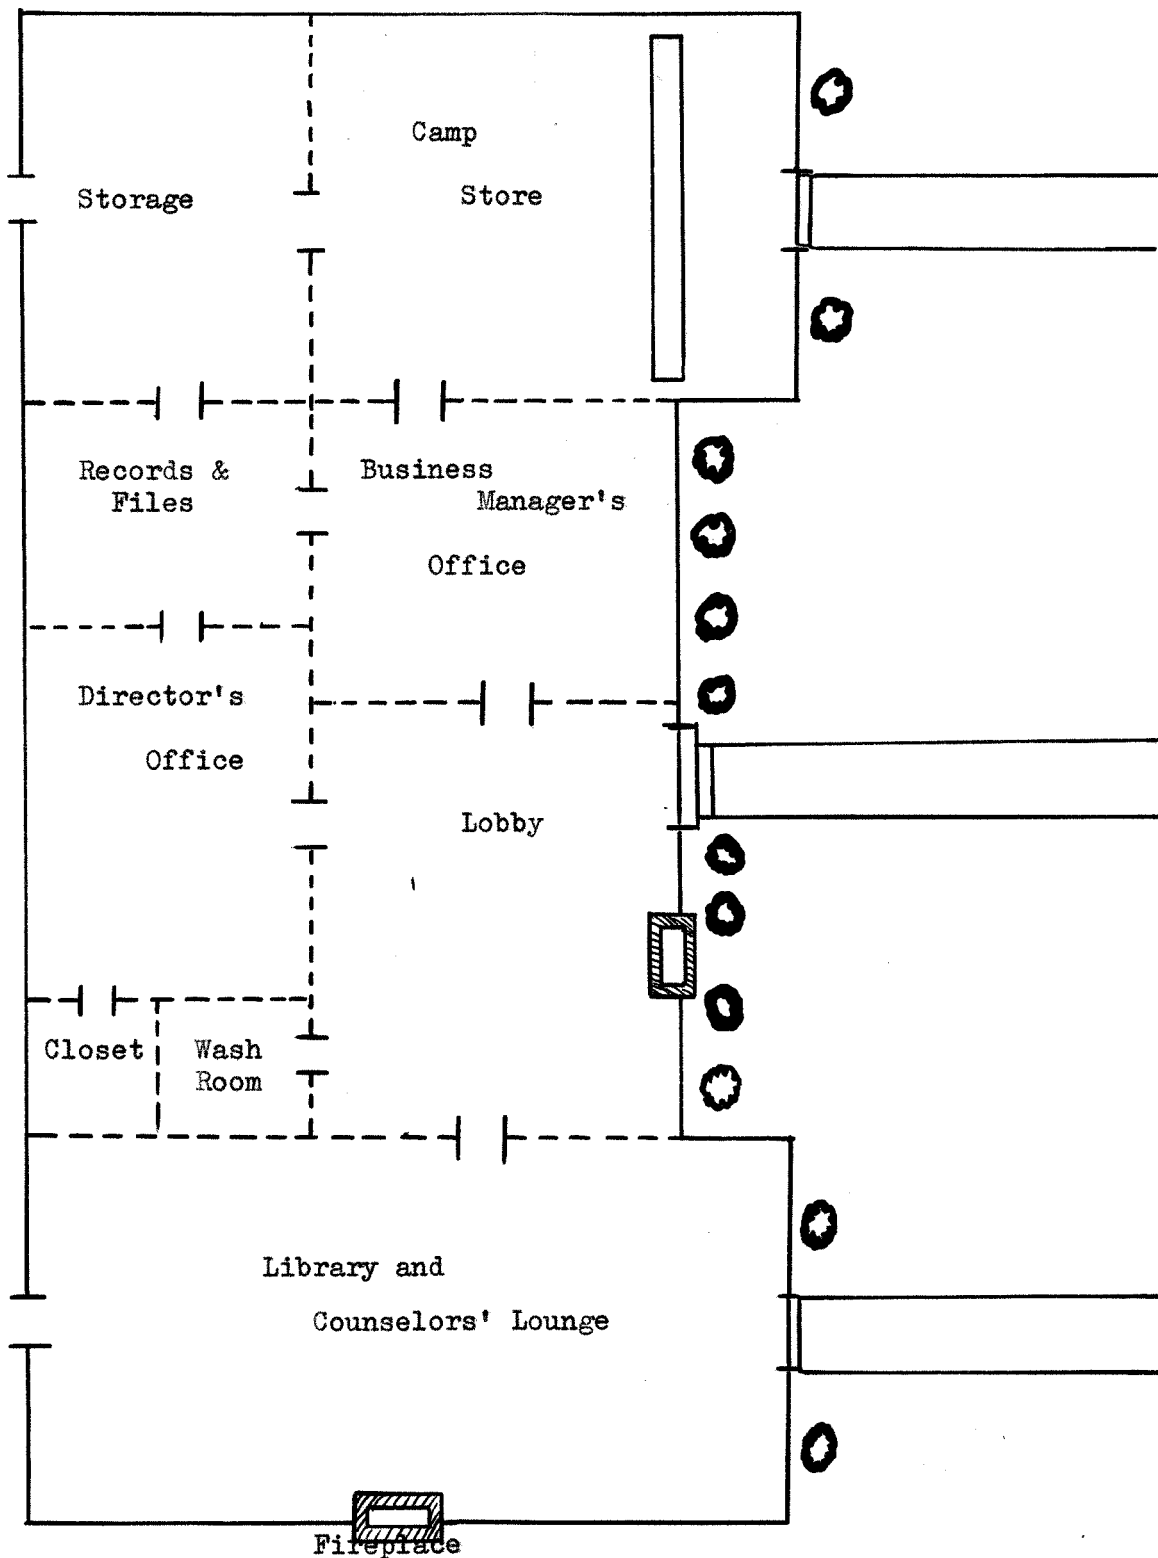 Camp
Store
Storage
Records &
Files
Business
Manager's
Office
Director's
Office
Lobby
Closet
Wash
Room
Library and
Counselors' Lounge
Fireplace